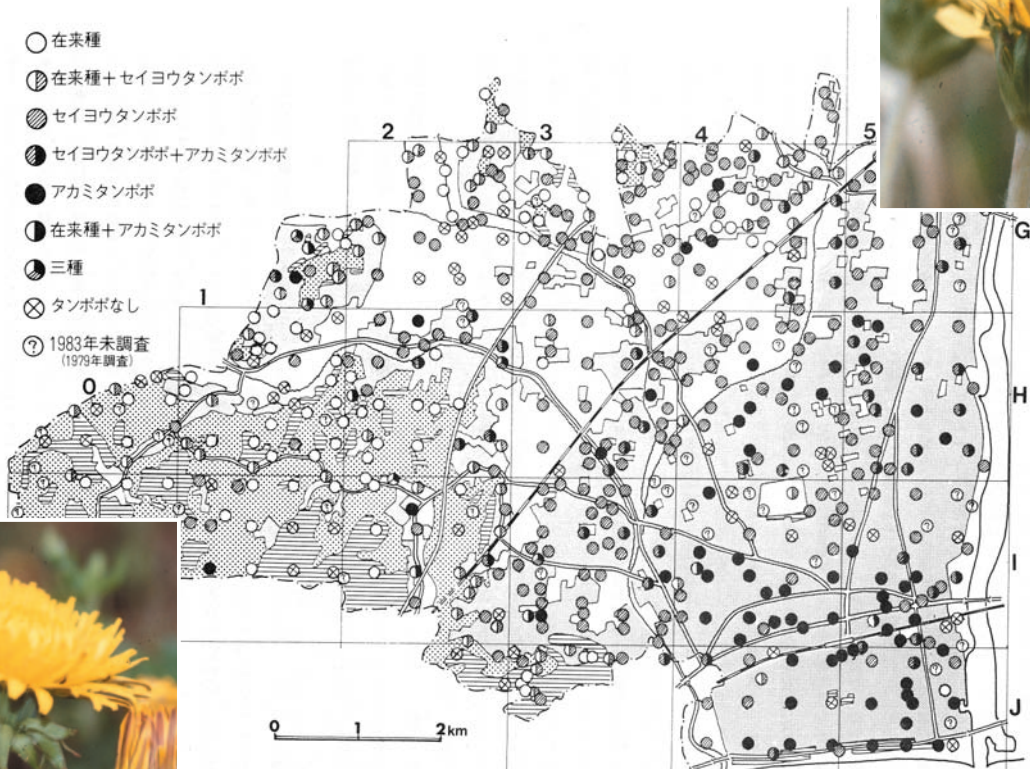 在来種
在来種＋セイヨウタンポポ
セイヨウタンポポ
セイヨウタンポポ＋アカミタンポポ
アカミタンポポ
在来種＋アカミタンポポ
三種
タンポポなし
? 1983年未調査
(1979年調査)
2 3 4 5
G
1
0
H
I
J
0 1 2km